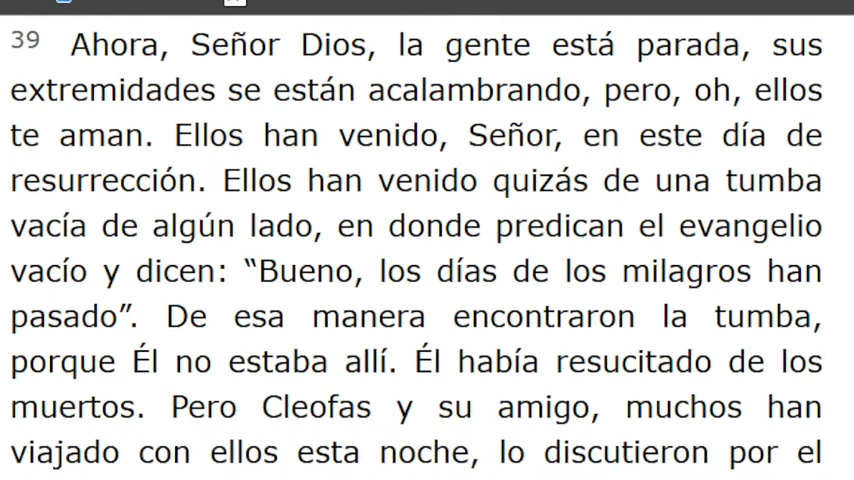 39 Ahora, Señor Dios, la gente está parada, sus
extremidades se están acalambrando, pero, oh, ellos
te aman. Ellos han venido, Señor, en este día de
resurrección. Ellos han venido quizás de una tumba
vacía de algún lado, en donde predican el evangelio
vacío y dicen: “Bueno, los días de los milagros han
pasado”. De esa manera encontraron la tumba,
porque Él no estaba allí. Él había resucitado de los
muertos. Pero Cleofas y su amigo, muchos han
viajado con ellos esta noche, lo discutieron por el